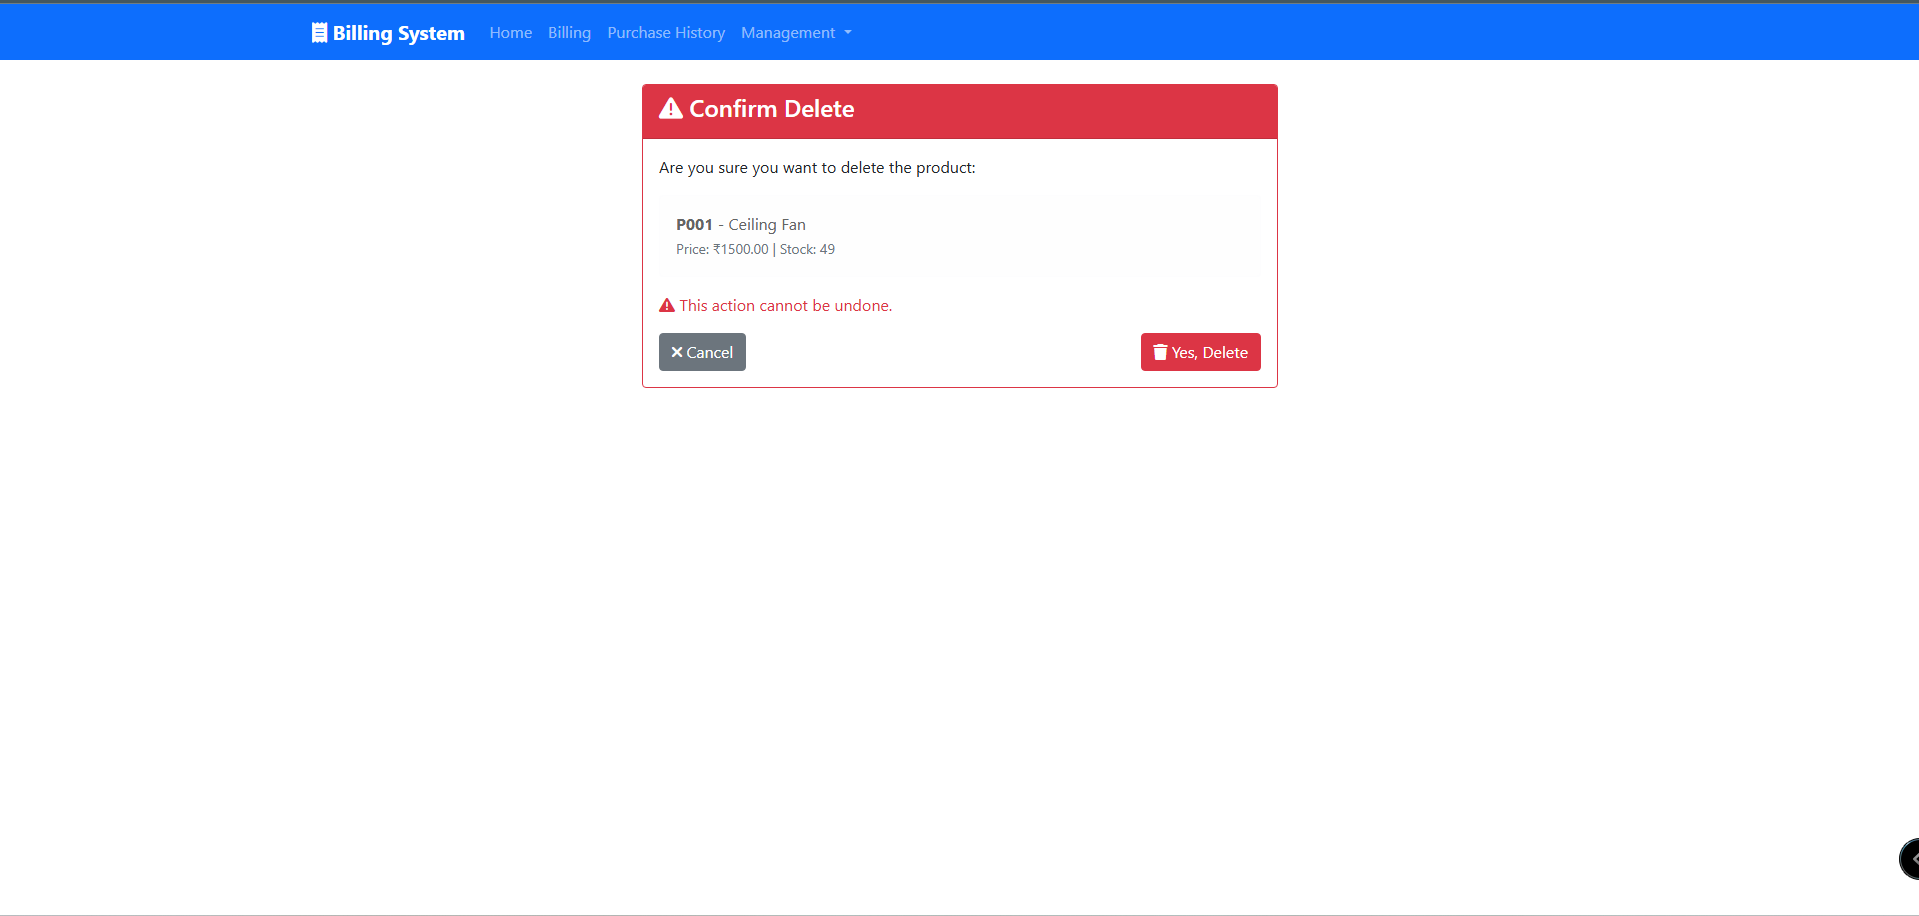 Billing System Home Billing Purchase History Management
Confirm Delete
Are you sure you want to delete the product:
P001 - Ceiling Fan
Price: ₹1500.00 | Stock: 49
This action cannot be undone.
Cancel Yes, Delete